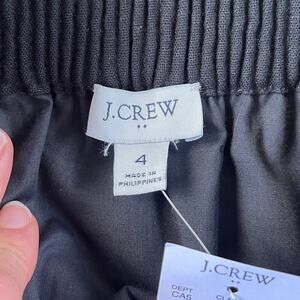 J.CREW
4
MADE IN
PHILIPPINES
J.CREW
DEPT
CA5